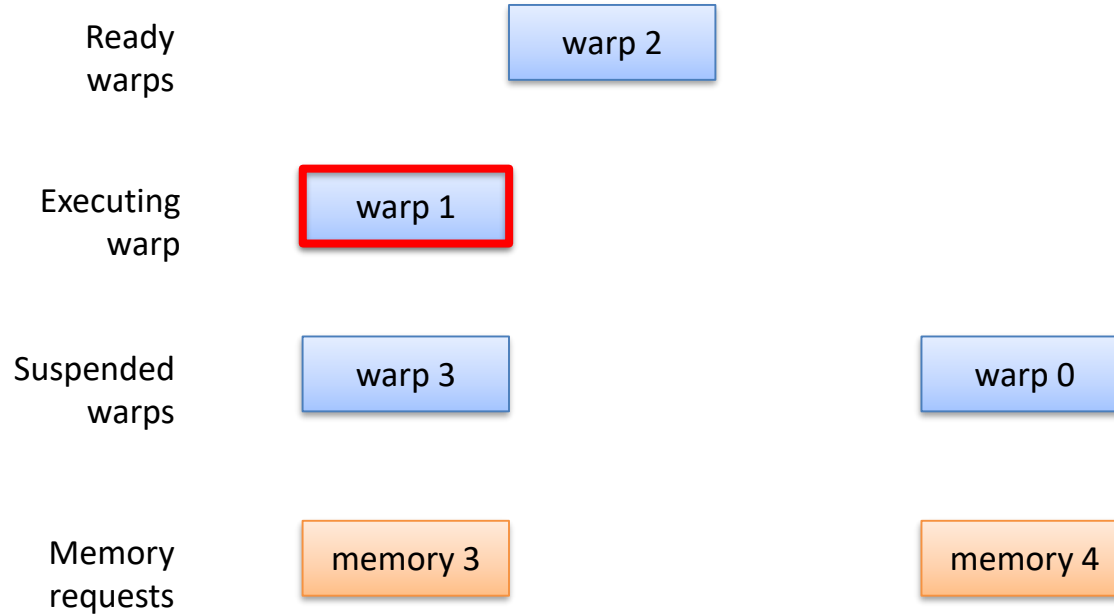 Ready
warps
warp 2
Executing
warp
warp 1
Suspended
warps
warp 3
warp 0
Memory
requests
memory 3
memory 4